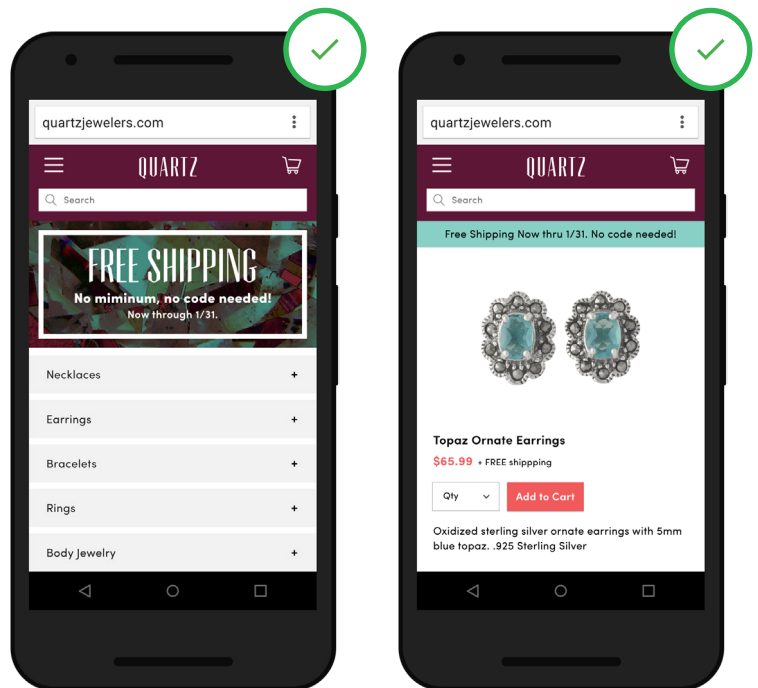 quartzjewelers.com
QUARTZ
Search
FREE SHIPPING
No miminum, no code needed!
Now through 1/31.
Necklaces +
Earrings +
Bracelets +
Rings +
Body Jewelry +
quartzjewelers.com
QUARTZ
Search
Free Shipping Now thru 1/31. No code needed!
Topaz Ornate Earrings
$65.99 + FREE shippping
Qty
Add to Cart
Oxidized sterling silver ornate earrings with 5mm
blue topaz. .925 Sterling Silver